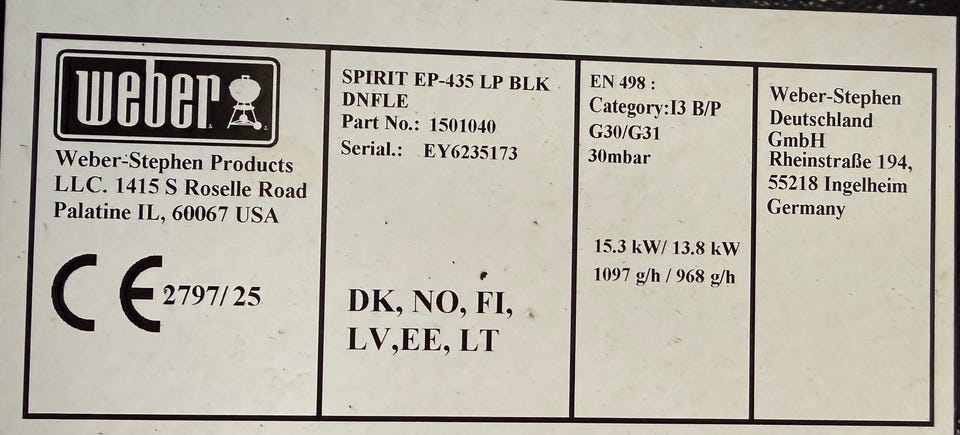 weber
Weber-Stephen Products
LLC. 1415 S Roselle Road
Palatine IL, 60067 USA
CE 2797/25
SPIRIT EP-435 LP BLK
DNFLE
Part No.: 1501040
Serial.: EY6235173
DK, NO, FI,
LV,EE, LT
EN 498 :
Category:I3 B/P
G30/G31
30mbar
15.3 kW/ 13.8 kW
1097 g/h / 968 g/h
Weber-Stephen
Deutschland
GmbH
Rheinstraße 194,
55218 Ingelheim
Germany